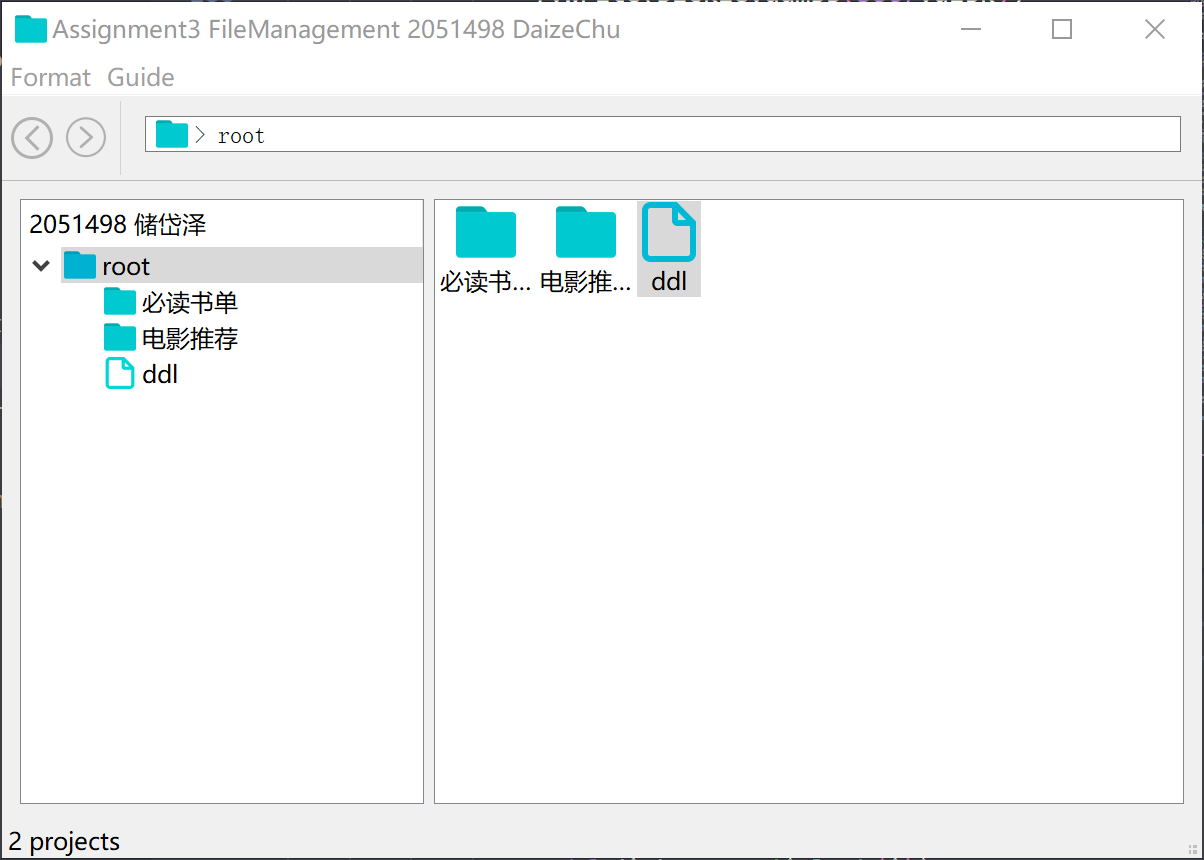 Assignment3 FileManagement 2051498 DaizeChu
Format Guide
root
2051498 储岱泽
root
必读书单
电影推荐
ddl
必读书... 电影推... ddl
2 projects